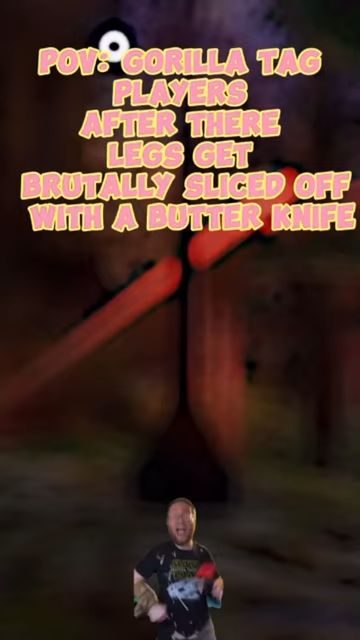 POV: GORILLA TAG
PLAYERS
AFTER THERE
LEGS GET
BRUTALLY SLICED OFF
WITH A BUTTER KNIFE